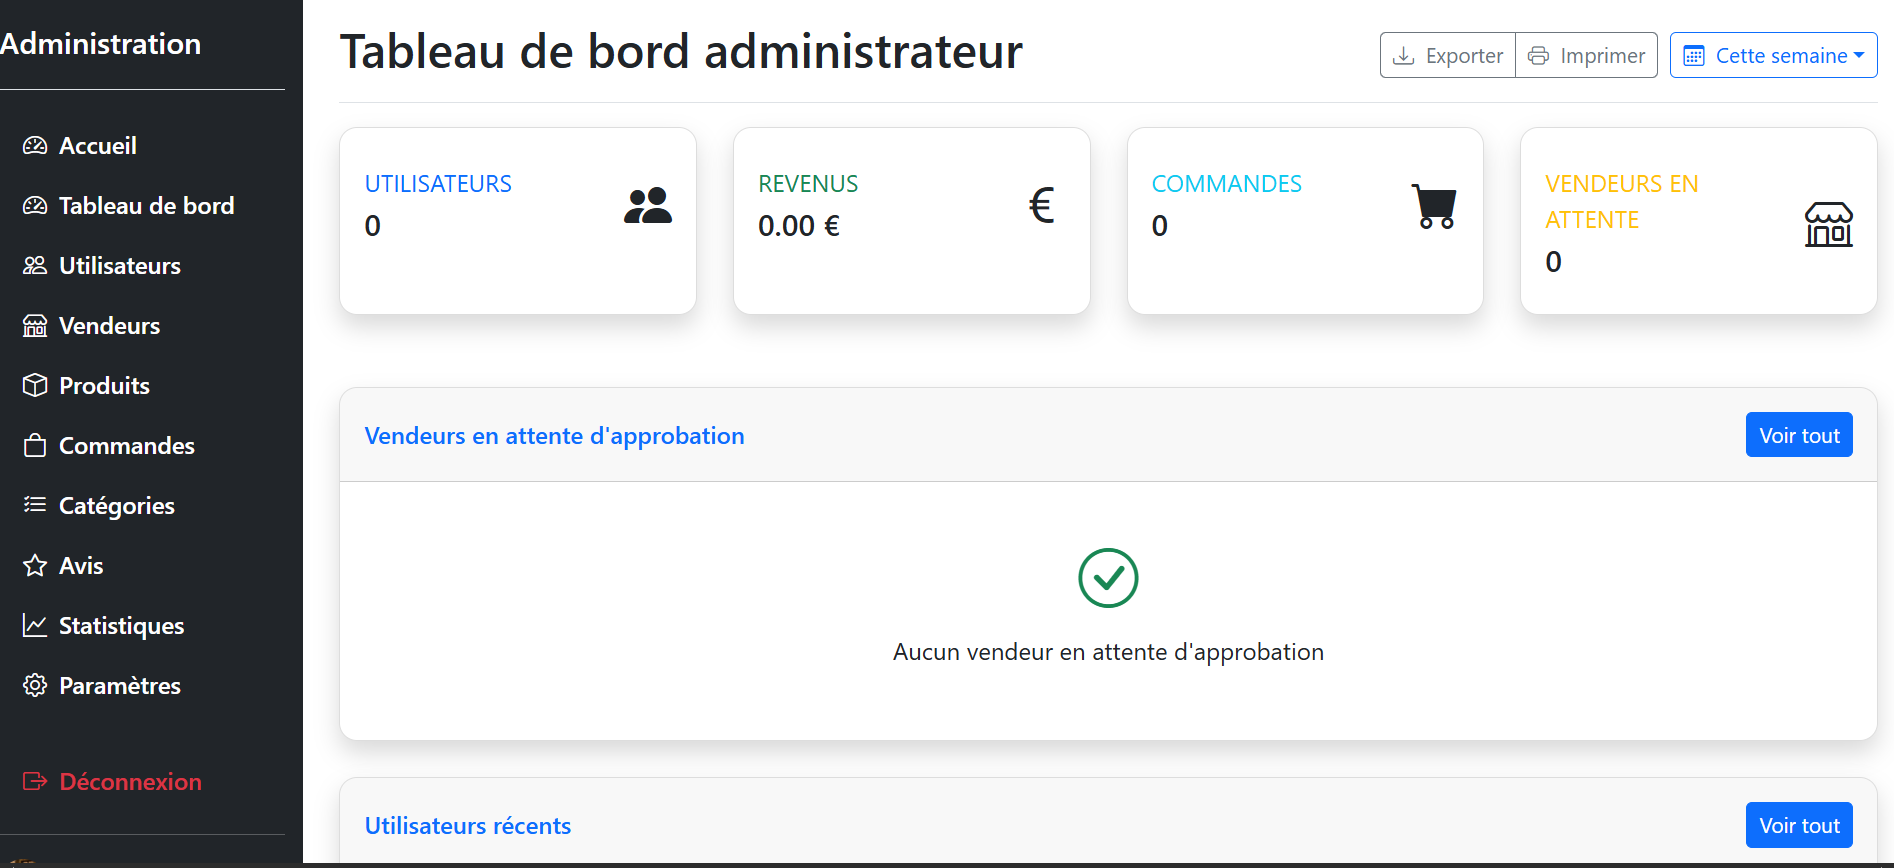 Administration
Accueil
Tableau de bord
Utilisateurs
Vendeurs
Produits
Commandes
Catégories
Avis
Statistiques
Paramètres
Déconnexion
Tableau de bord administrateur
Exporter
Imprimer
Cette semaine
UTILISATEURS
0
REVENUS
0.00 €
€
COMMANDES
0
VENDEURS EN
ATTENTE
0
Vendeurs en attente d'approbation
Voir tout
Aucun vendeur en attente d'approbation
Utilisateurs récents
Voir tout